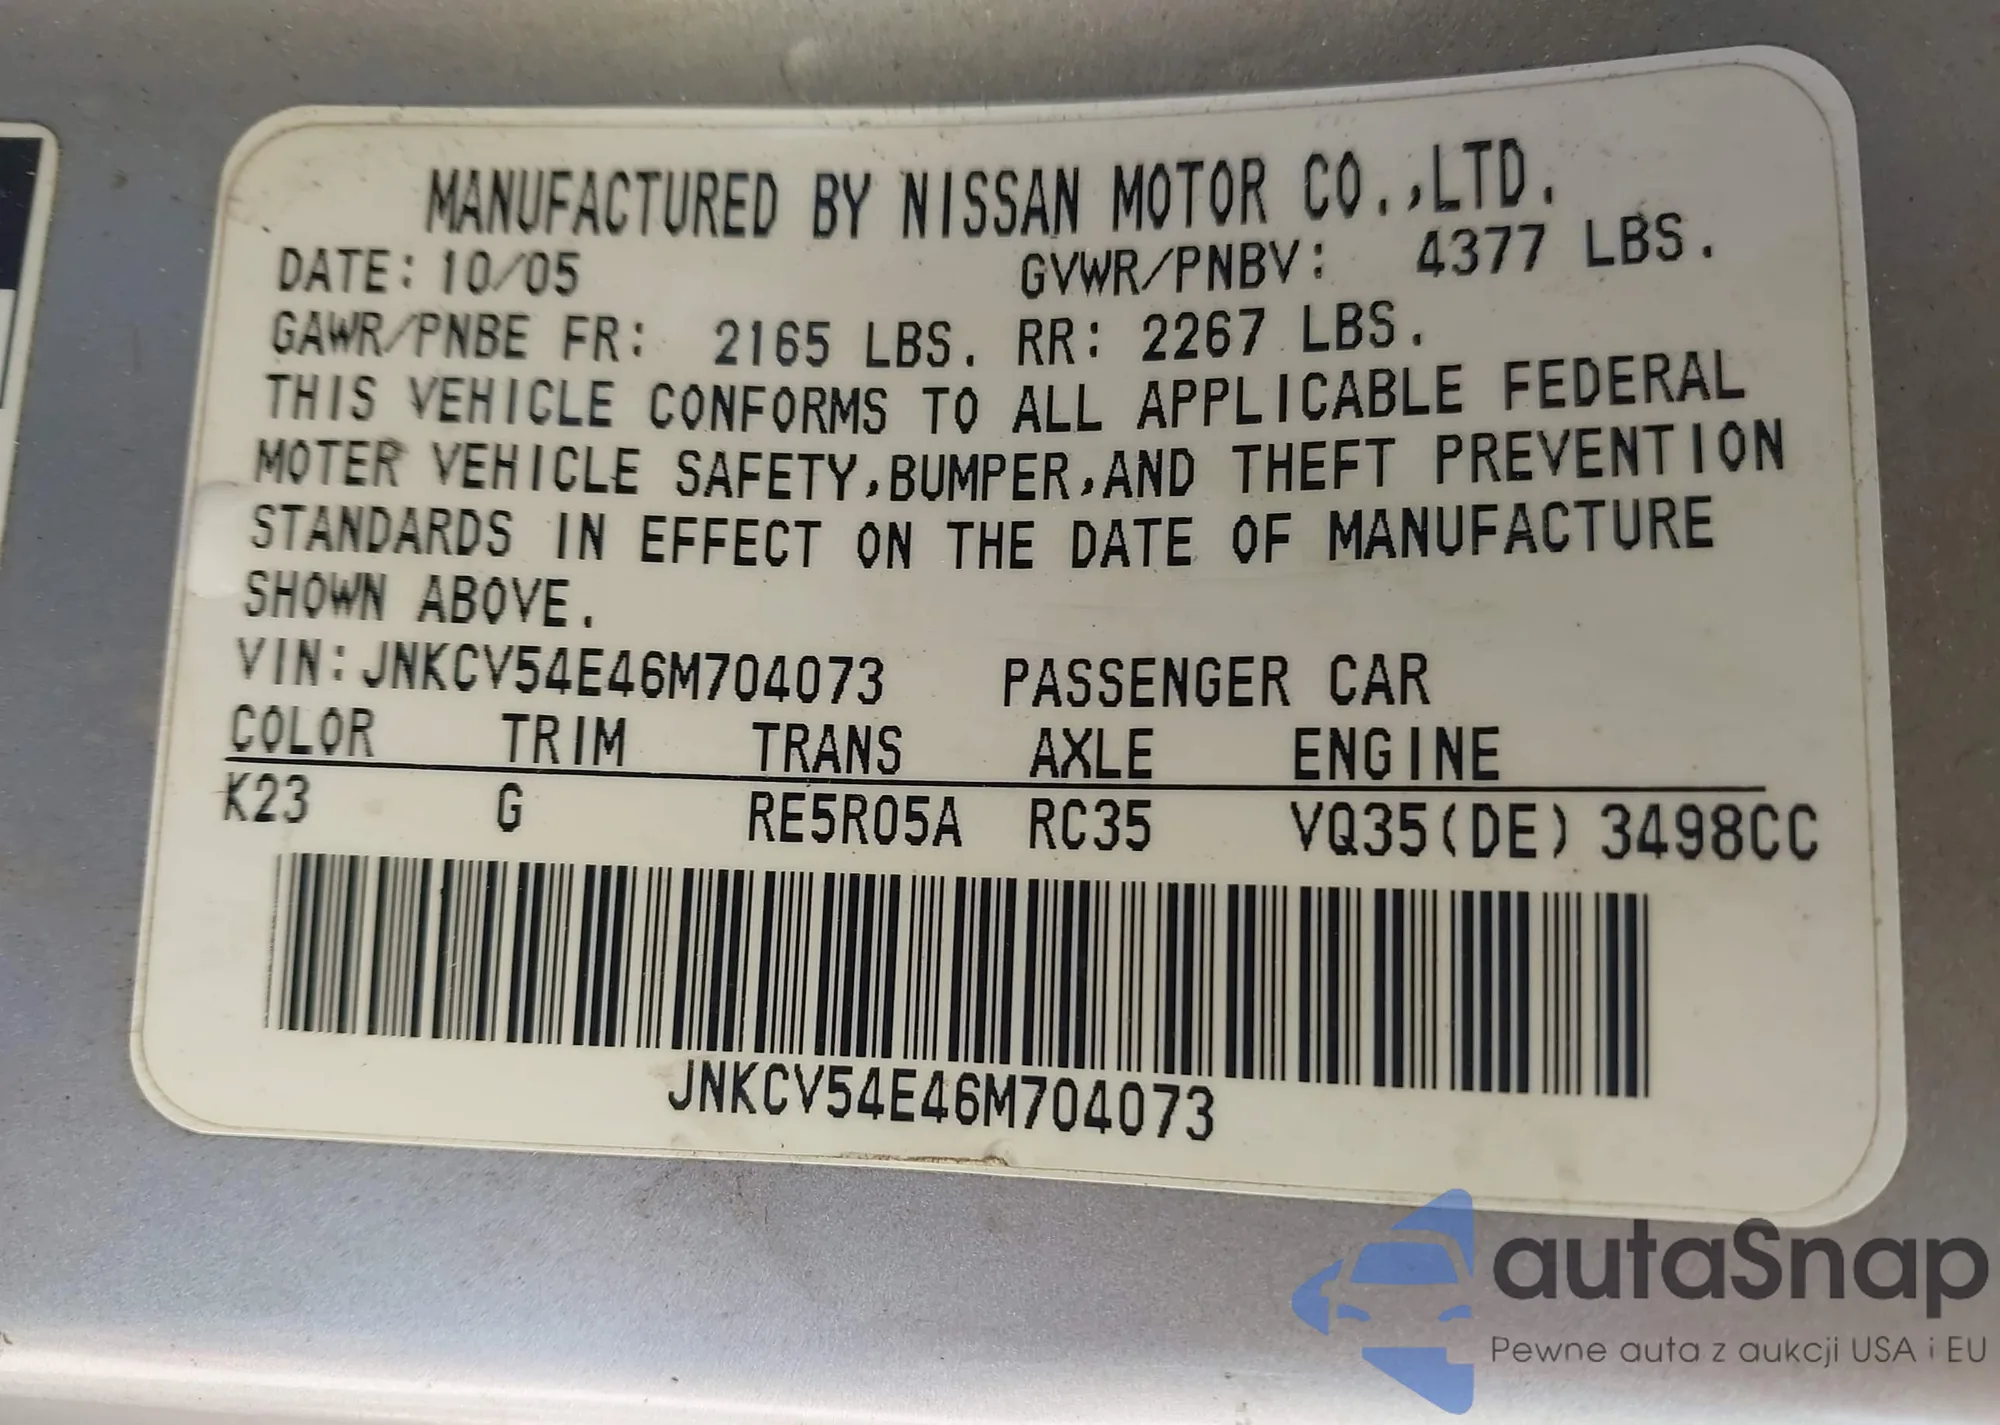 MANUFACTURED BY NISSAN MOTOR CO.,LTD.
DATE: 10/05 GVWR/PNBV: 4377 LBS.
GAWR/PNBE FR: 2165 LBS. RR: 2267 LBS.
THIS VEHICLE CONFORMS TO ALL APPLICABLE FEDERAL
MOTER VEHICLE SAFETY,BUMPER,AND THEFT PREVENTION
STANDARDS IN EFFECT ON THE DATE OF MANUFACTURE
SHOWN ABOVE.
VIN:JNKCV54E46M704073 PASSENGER CAR
COLOR TRIM TRANS AXLE ENGINE
K23 G RE5R05A RC35 VQ35(DE) 3498CC
JNKCV54E46M704073
autaSnap
Pewne auta z aukcji USA i EU